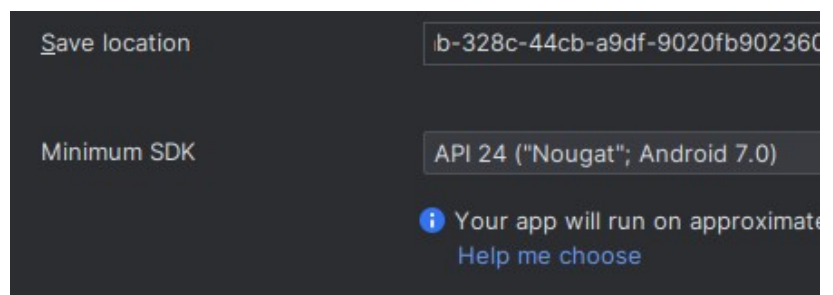 Save location
b-328c-44cb-a9df-9020fb902360
Minimum SDK
API 24 ("Nougat"; Android 7.0)
Your app will run on approximate
Help me choose